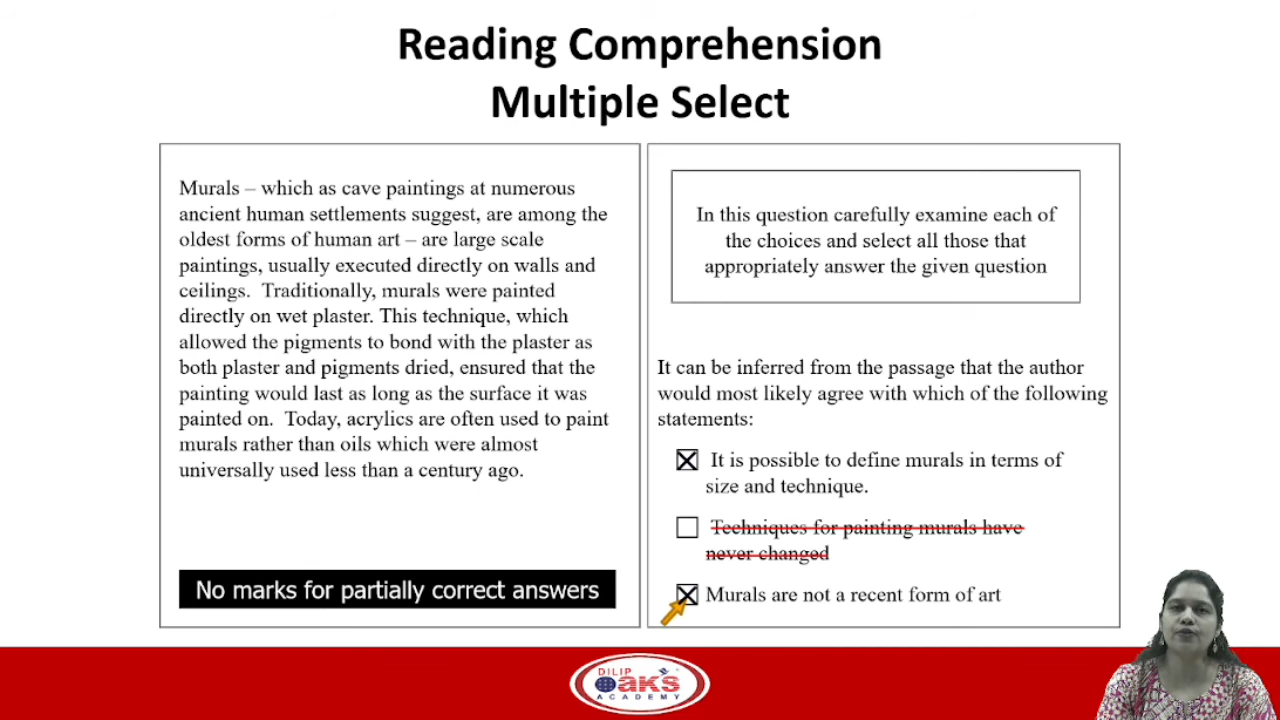 Reading Comprehension
Multiple Select
Murals – which as cave paintings at numerous
ancient human settlements suggest, are among the
oldest forms of human art – are large scale
paintings, usually executed directly on walls and
ceilings. Traditionally, murals were painted
directly on wet plaster. This technique, which
allowed the pigments to bond with the plaster as
both plaster and pigments dried, ensured that the
painting would last as long as the surface it was
painted on. Today, acrylics are often used to paint
murals rather than oils which were almost
universally used less than a century ago.
No marks for partially correct answers
In this question carefully examine each of
the choices and select all those that
appropriately answer the given question
It can be inferred from the passage that the author
would most likely agree with which of the following
statements:
It is possible to define murals in terms of
size and technique.
Techniques for painting murals have
never changed
Murals are not a recent form of art
DILIP
oaks
ACADEMY